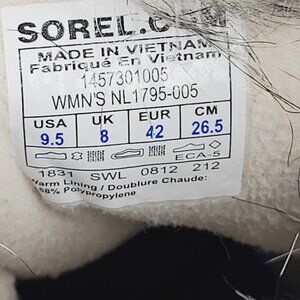 SOREL.COM
MADE IN VIETNAM
Fabriqué En Vietnam
1457301005
WMN'S NL1795-005
USA UK EUR CM
9.5 8 42 26.5
ECA-5
1831 SWL 0812 212
Warm Lining / Doublure Chaude:
88% Polypropylene